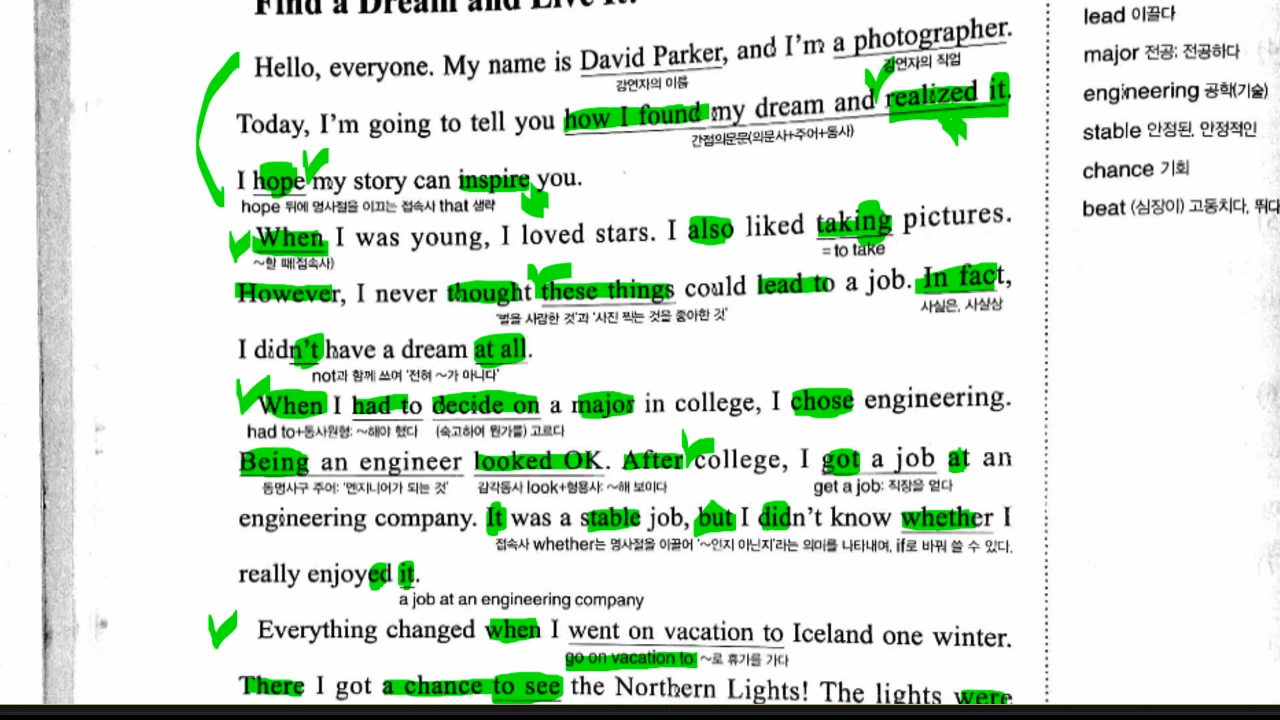 Find a Dream and Live It!
Hello, everyone. My name is David Parker, and I'm a photographer.
강연자의 이름
강연자의 직업
Today, I'm going to tell you how I found my dream and realized it.
간접의문문(의문사+주어+동사)
I hope my story can inspire you.
hope 뒤에 명사절을 이끄는 접속사 that 생략
When I was young, I loved stars. I also liked taking pictures.
~할 때(접속사)
= to take
However, I never thought these things could lead to a job. In fact,
'별을 사랑한 것'과 '사진 찍는 것을 좋아한 것'
사실은, 사실상
I didn't have a dream at all.
not과 함께 쓰여 '전혀 ~가 아니다'
When I had to decide on a major in college, I chose engineering.
had to+동사원형: ~해야 했다
(숙고하여 뭔가를) 고르다
Being an engineer looked OK. After college, I got a job at an
동명사구 주어: '엔지니어가 되는 것'
감각동사 look+형용사: ~해 보이다
get a job: 직장을 얻다
engineering company. It was a stable job, but I didn't know whether I
접속사 whether는 명사절을 이끌어 '~인지 아닌지'라는 의미를 나타내며, if로 바꿔 쓸 수 있다.
really enjoyed it.
a job at an engineering company
Everything changed when I went on vacation to Iceland one winter.
go on vacation to: ~로 휴가를 가다
There I got a chance to see the Northern Lights! The lights were
lead 이끌다
major 전공; 전공하다
engineering 공학(기술)
stable 안정된, 안정적인
chance 기회
beat (심장이) 고동치다, 뛰다